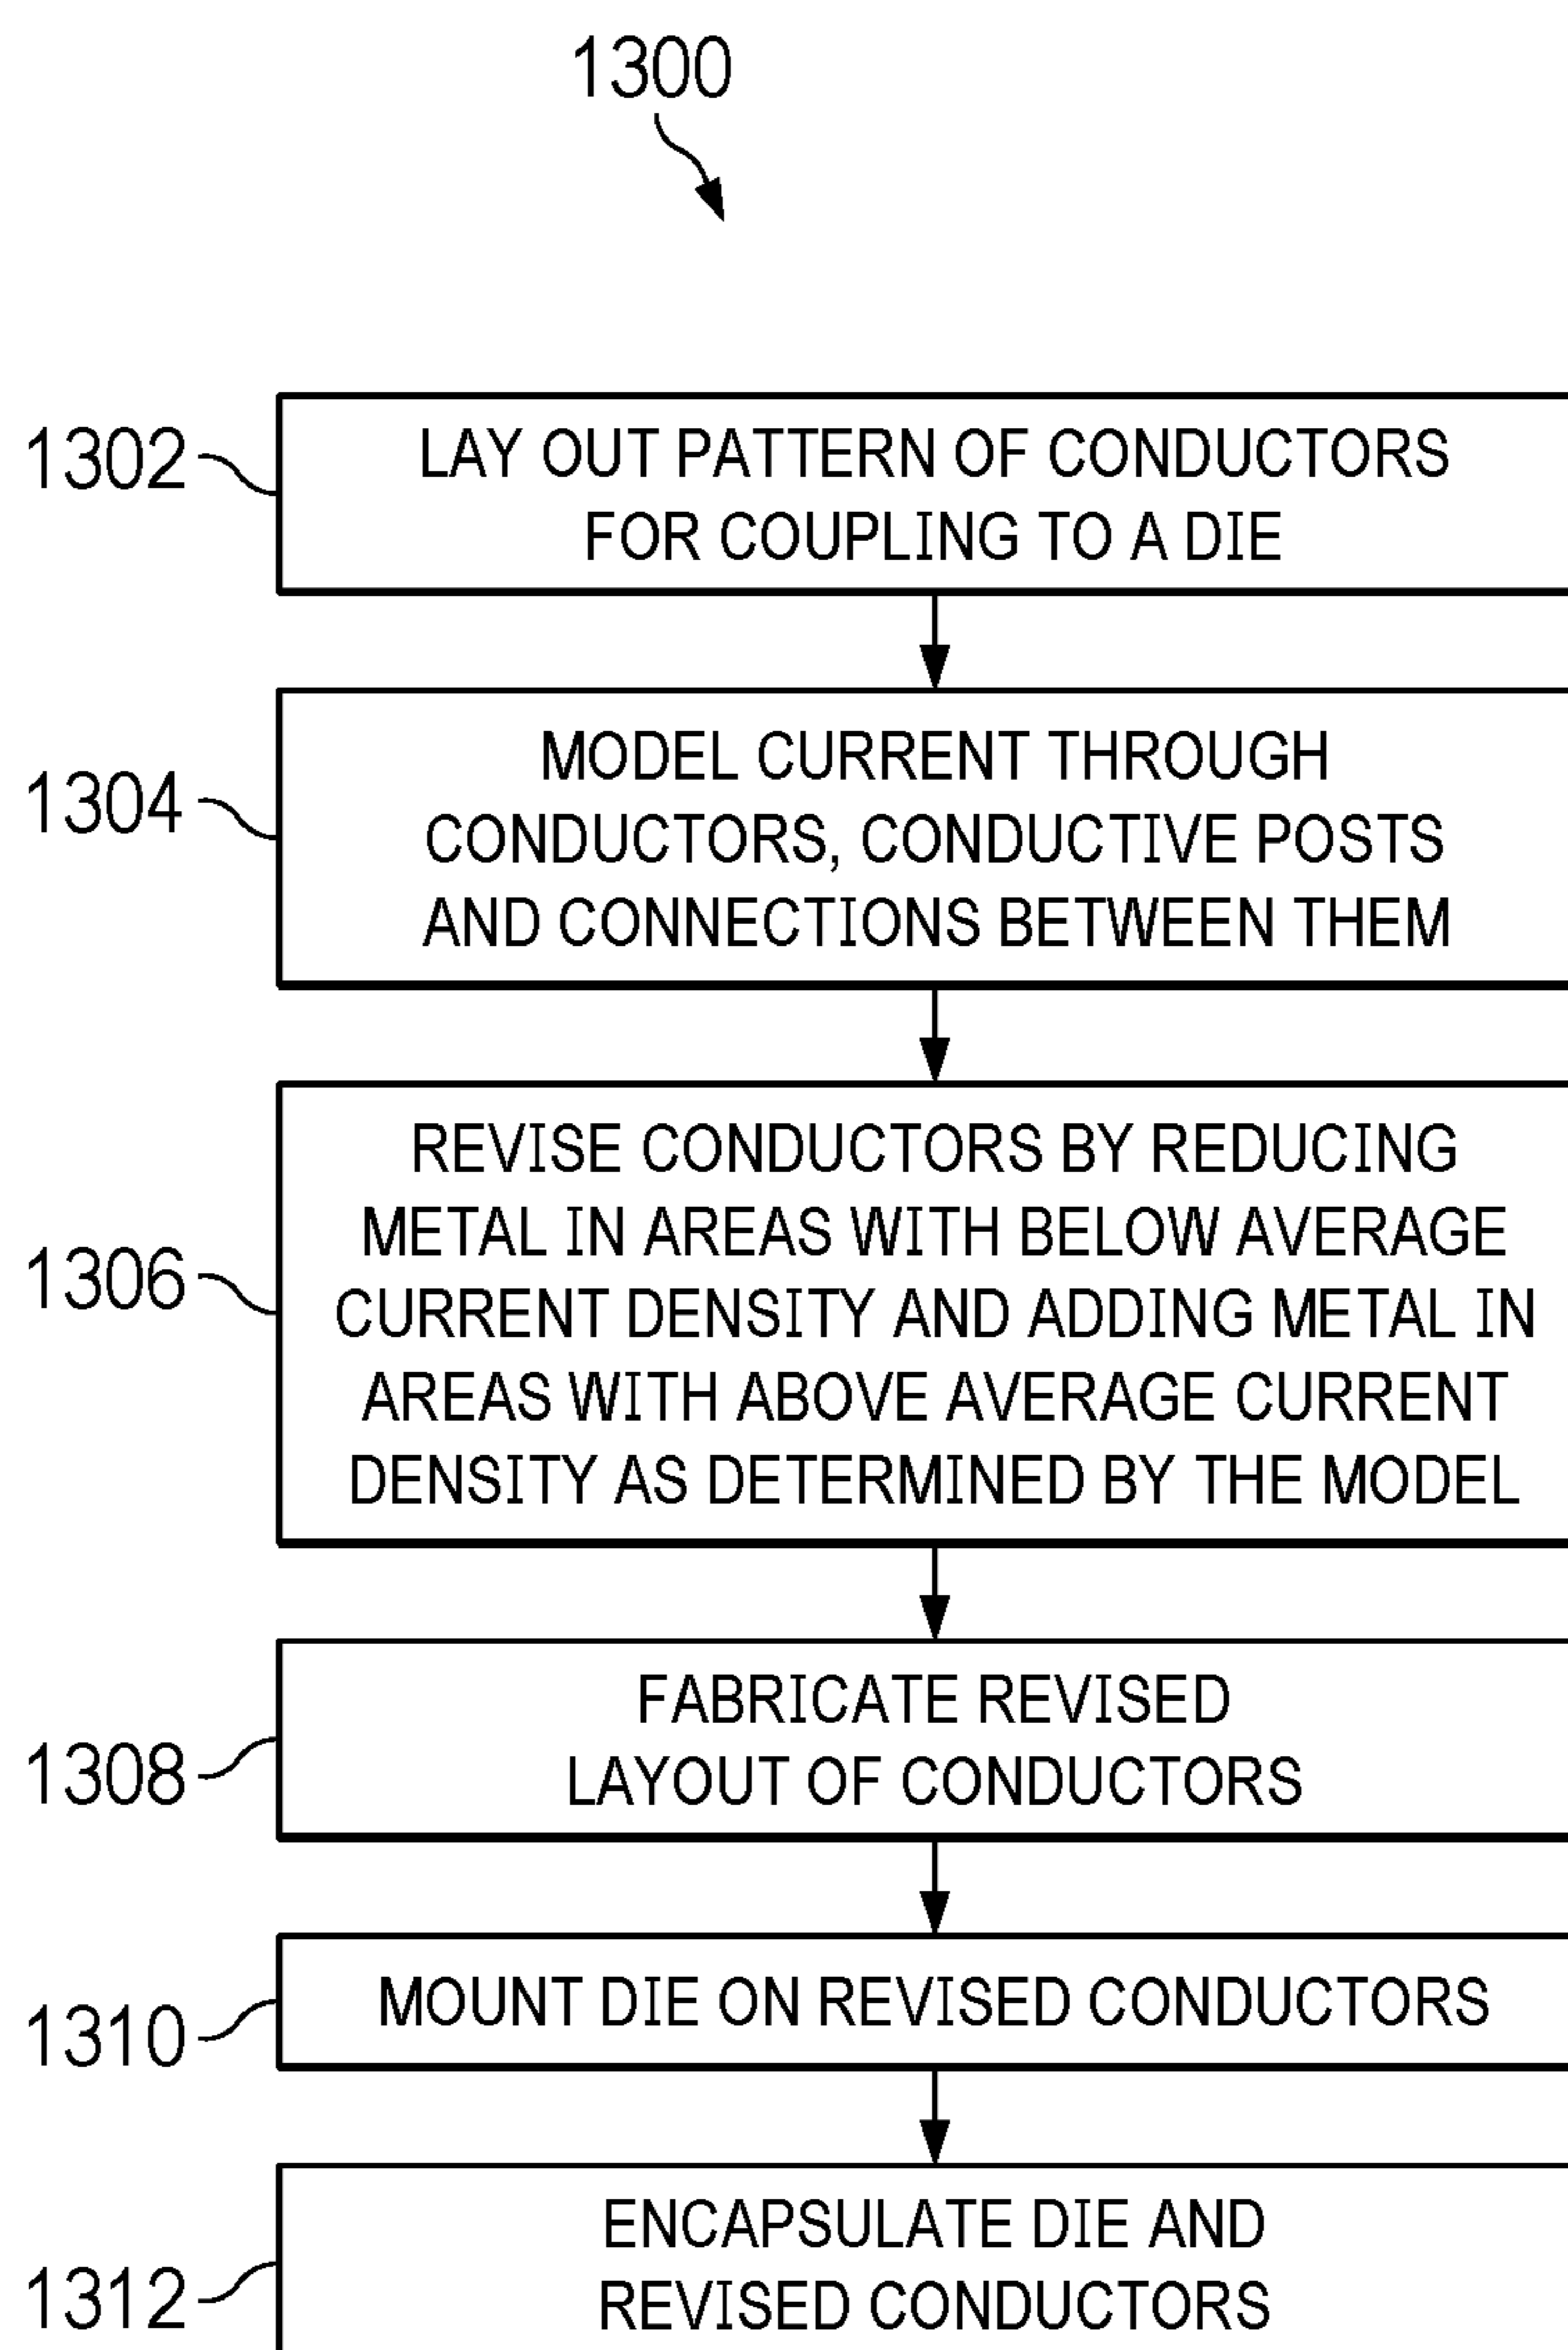 1300
1302
LAY OUT PATTERN OF CONDUCTORS
FOR COUPLING TO A DIE
1304
MODEL CURRENT THROUGH
CONDUCTORS, CONDUCTIVE POSTS
AND CONNECTIONS BETWEEN THEM
1306
REVISE CONDUCTORS BY REDUCING
METAL IN AREAS WITH BELOW AVERAGE
CURRENT DENSITY AND ADDING METAL IN
AREAS WITH ABOVE AVERAGE CURRENT
DENSITY AS DETERMINED BY THE MODEL
1308
FABRICATE REVISED
LAYOUT OF CONDUCTORS
1310
MOUNT DIE ON REVISED CONDUCTORS
1312
ENCAPSULATE DIE AND
REVISED CONDUCTORS